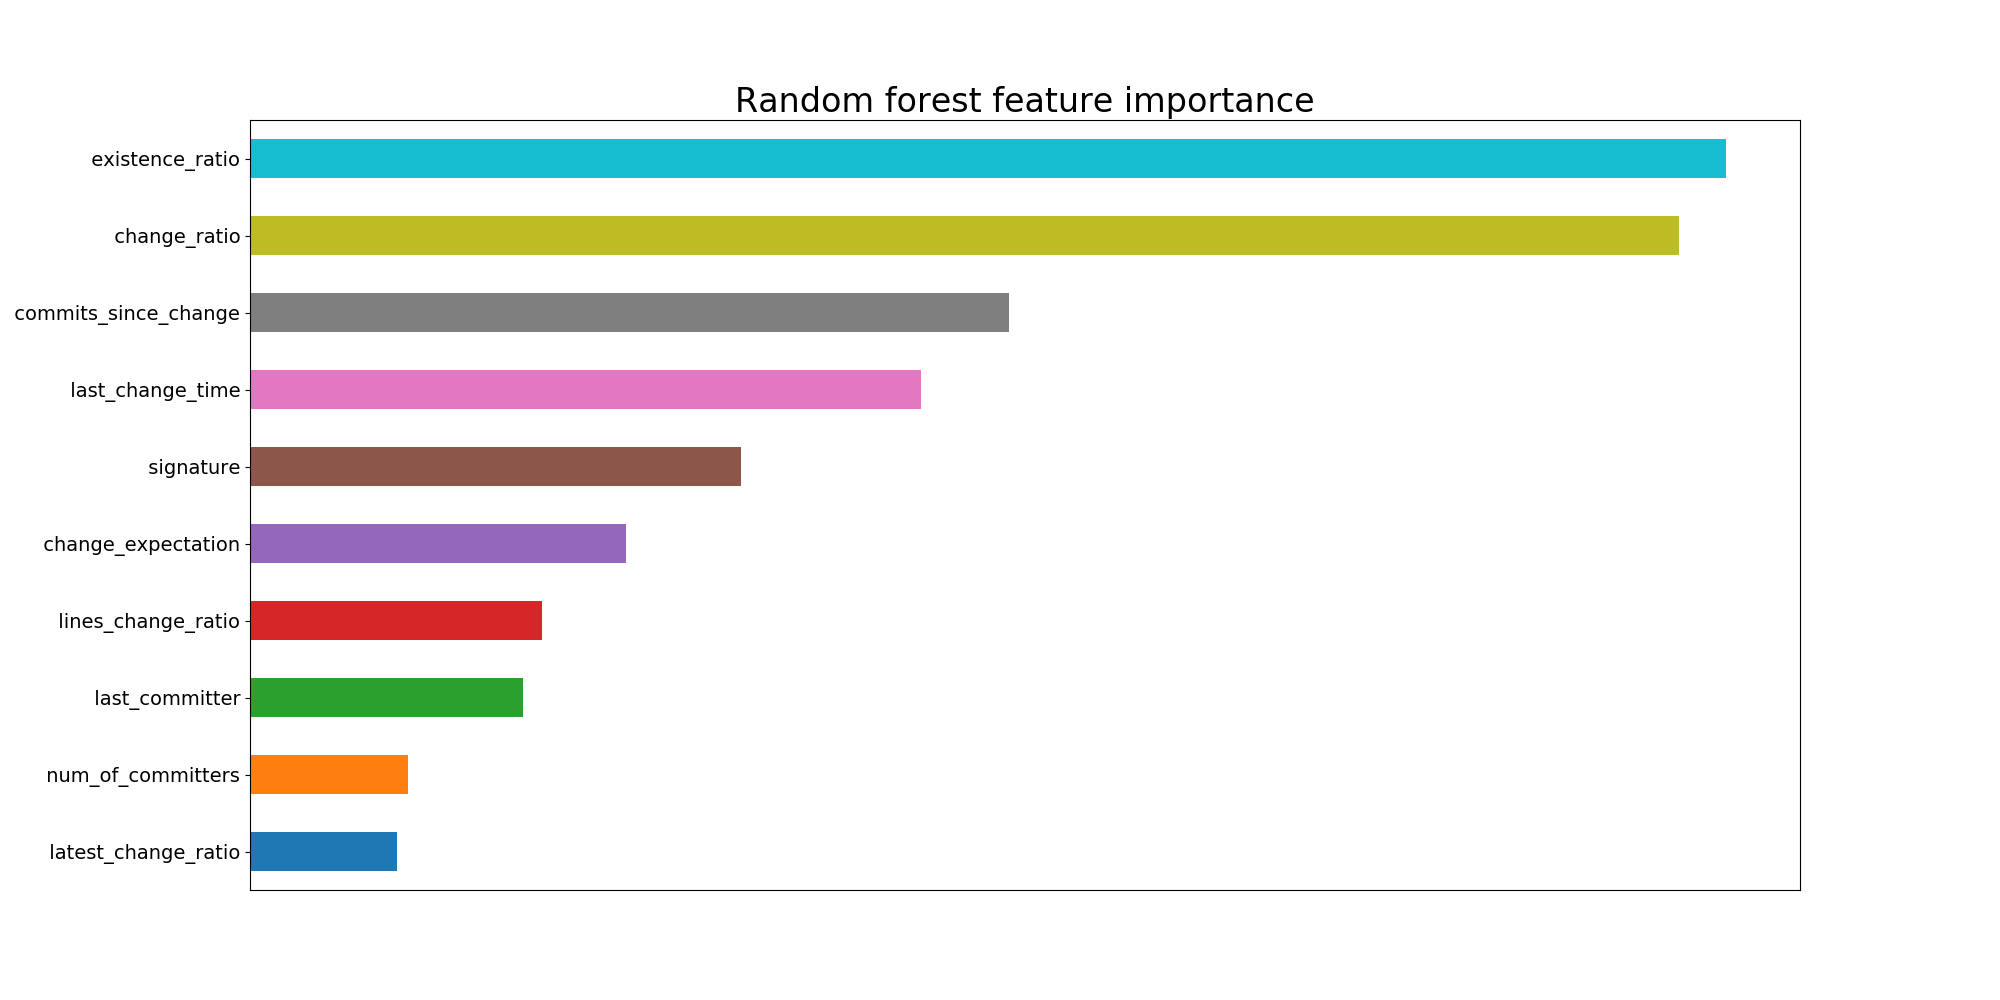 Random forest feature importance
existence_ratio
change_ratio
commits_since_change
last_change_time
signature
change_expectation
lines_change_ratio
last_committer
num_of_committers
latest_change_ratio